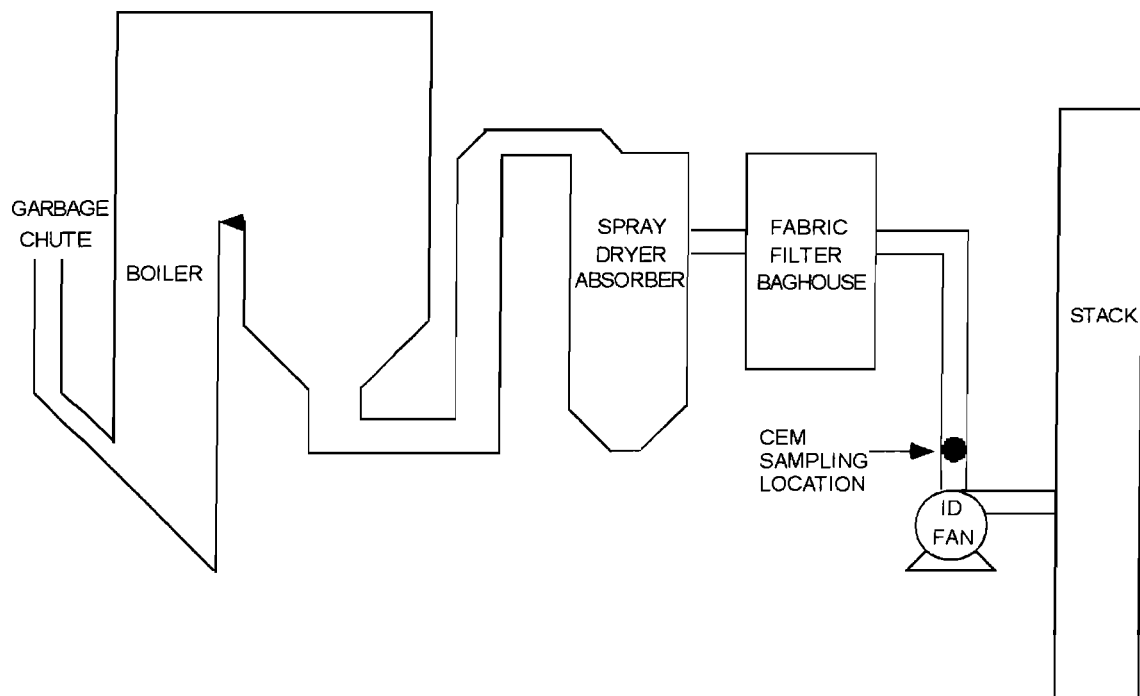 GARBAGE
CHUTE
BOILER
SPRAY
DRYER
ABSORBER
FABRIC
FILTER
BAGHOUSE
STACK
CEM
SAMPLING
LOCATION
ID
FAN